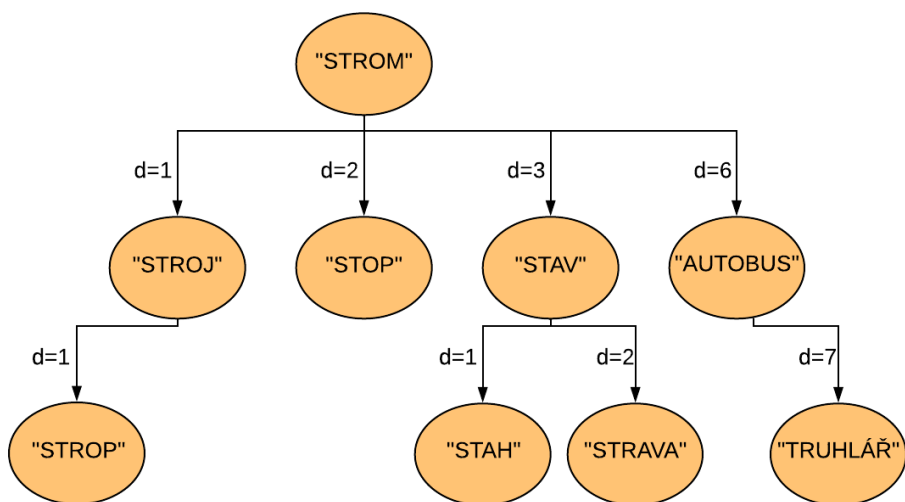 "STROM"
d=1
d=2
d=3
d=6
"STROJ"
"STOP"
"STAV"
"AUTOBUS"
d=1
d=1
d=2
d=7
"STROP"
"STAH"
"STRAVA"
"TRUHLÁŘ"